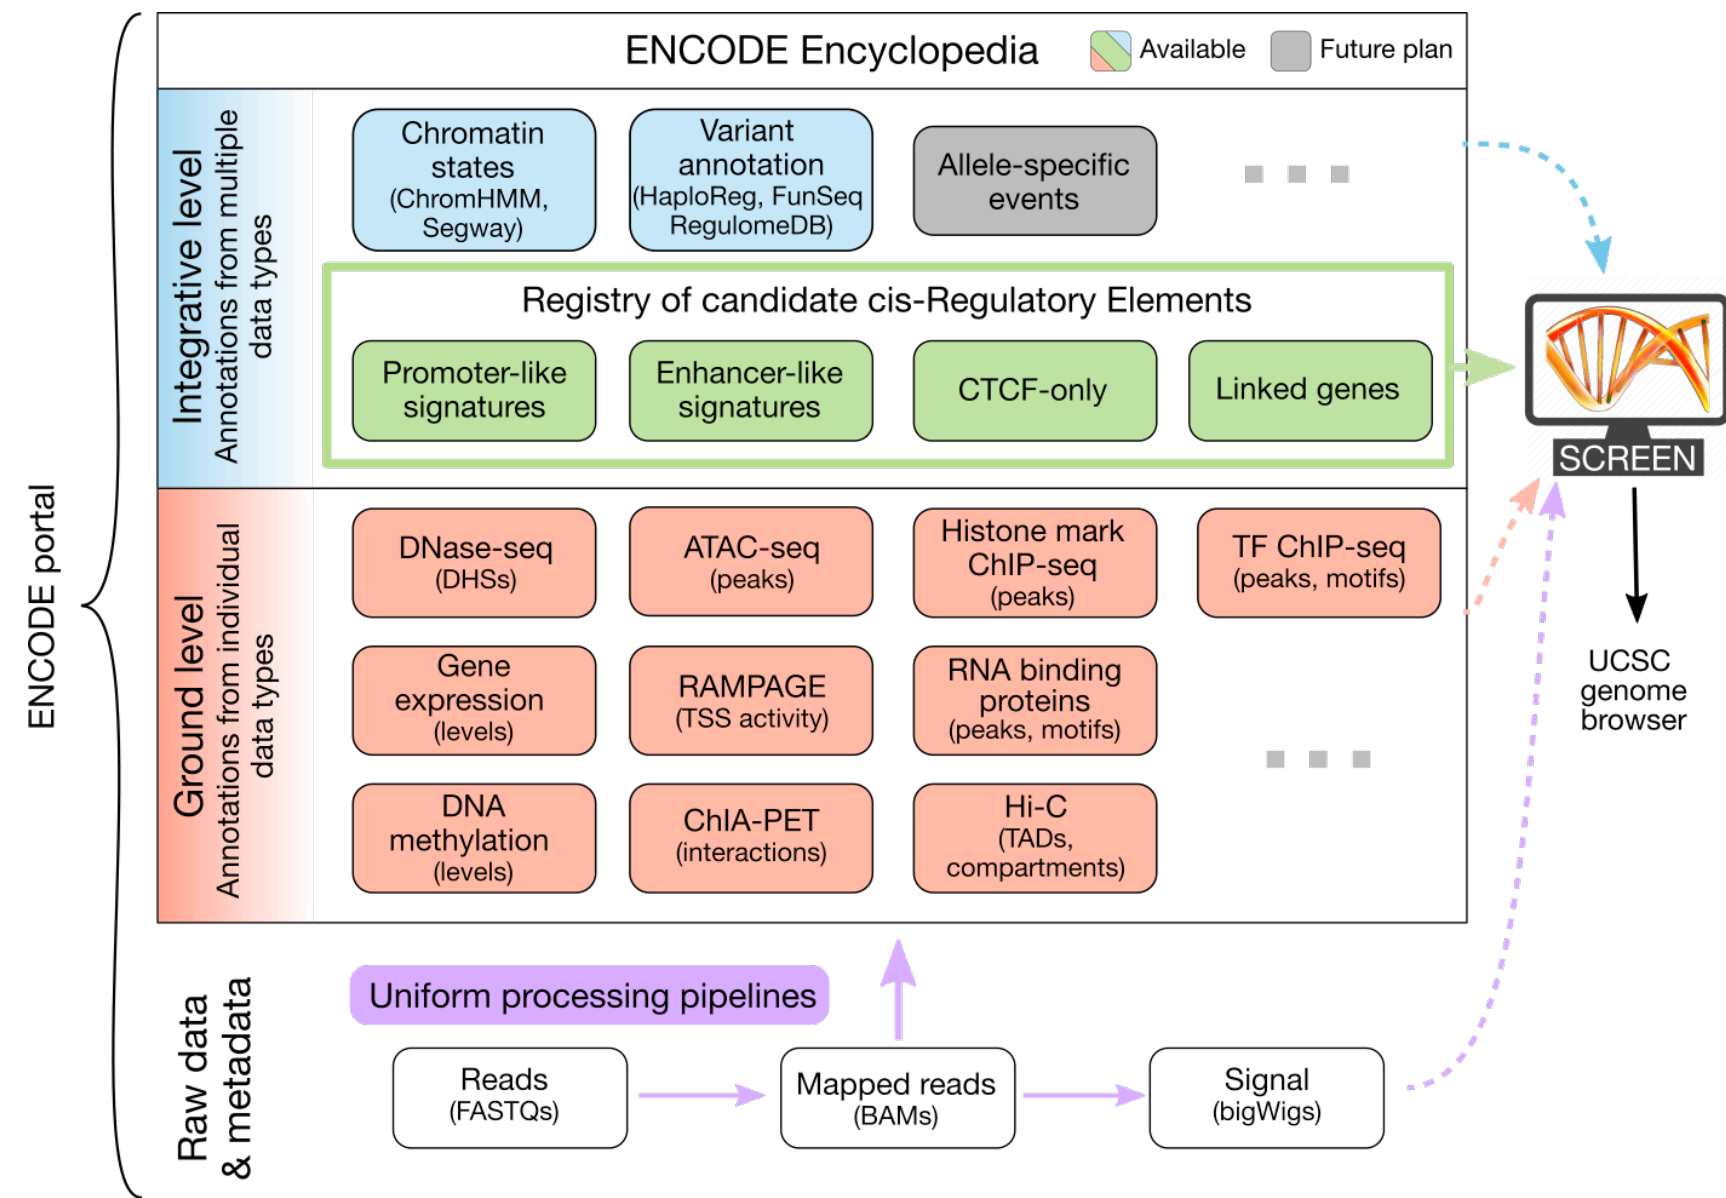 ENCODE Encyclopedia
Available
Future plan
Integrative level
Annotations from multiple
data types
Chromatin
states
(ChromHMM,
Segway)
Variant
annotation
(HaploReg, FunSeq
RegulomeDB)
Allele-specific
events
Registry of candidate cis-Regulatory Elements
Promoter-like
signatures
Enhancer-like
signatures
CTCF-only
Linked genes
SCREEN
UCSC
genome
browser
ENCODE portal
Ground level
Annotations from individual
data types
DNase-seq
(DHSs)
ATAC-seq
(peaks)
Histone mark
ChIP-seq
(peaks)
TF ChIP-seq
(peaks, motifs)
Gene
expression
(levels)
RAMPAGE
(TSS activity)
RNA binding
proteins
(peaks, motifs)
DNA
methylation
(levels)
ChIA-PET
(interactions)
Hi-C
(TADs,
compartments)
Raw data
& metadata
Uniform processing pipelines
Reads
(FASTQs)
Mapped reads
(BAMs)
Signal
(bigWigs)